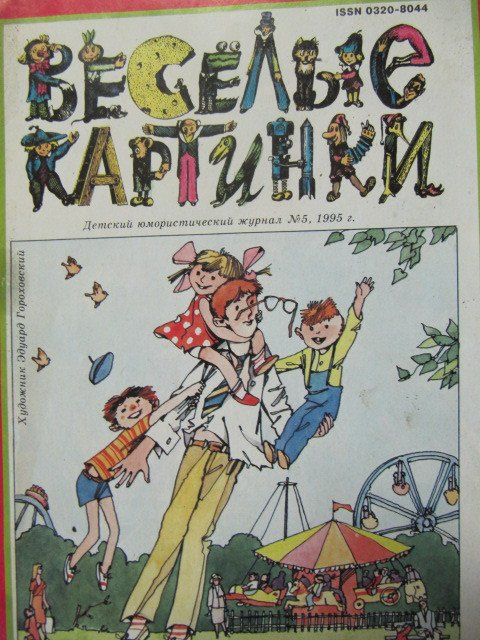 ISSN 0320-8044
ВЕСЁЛЫЕ
КАРТИНКИ
Детский юмористический журнал №5, 1995 г.
Художник Эдуард Гороховский